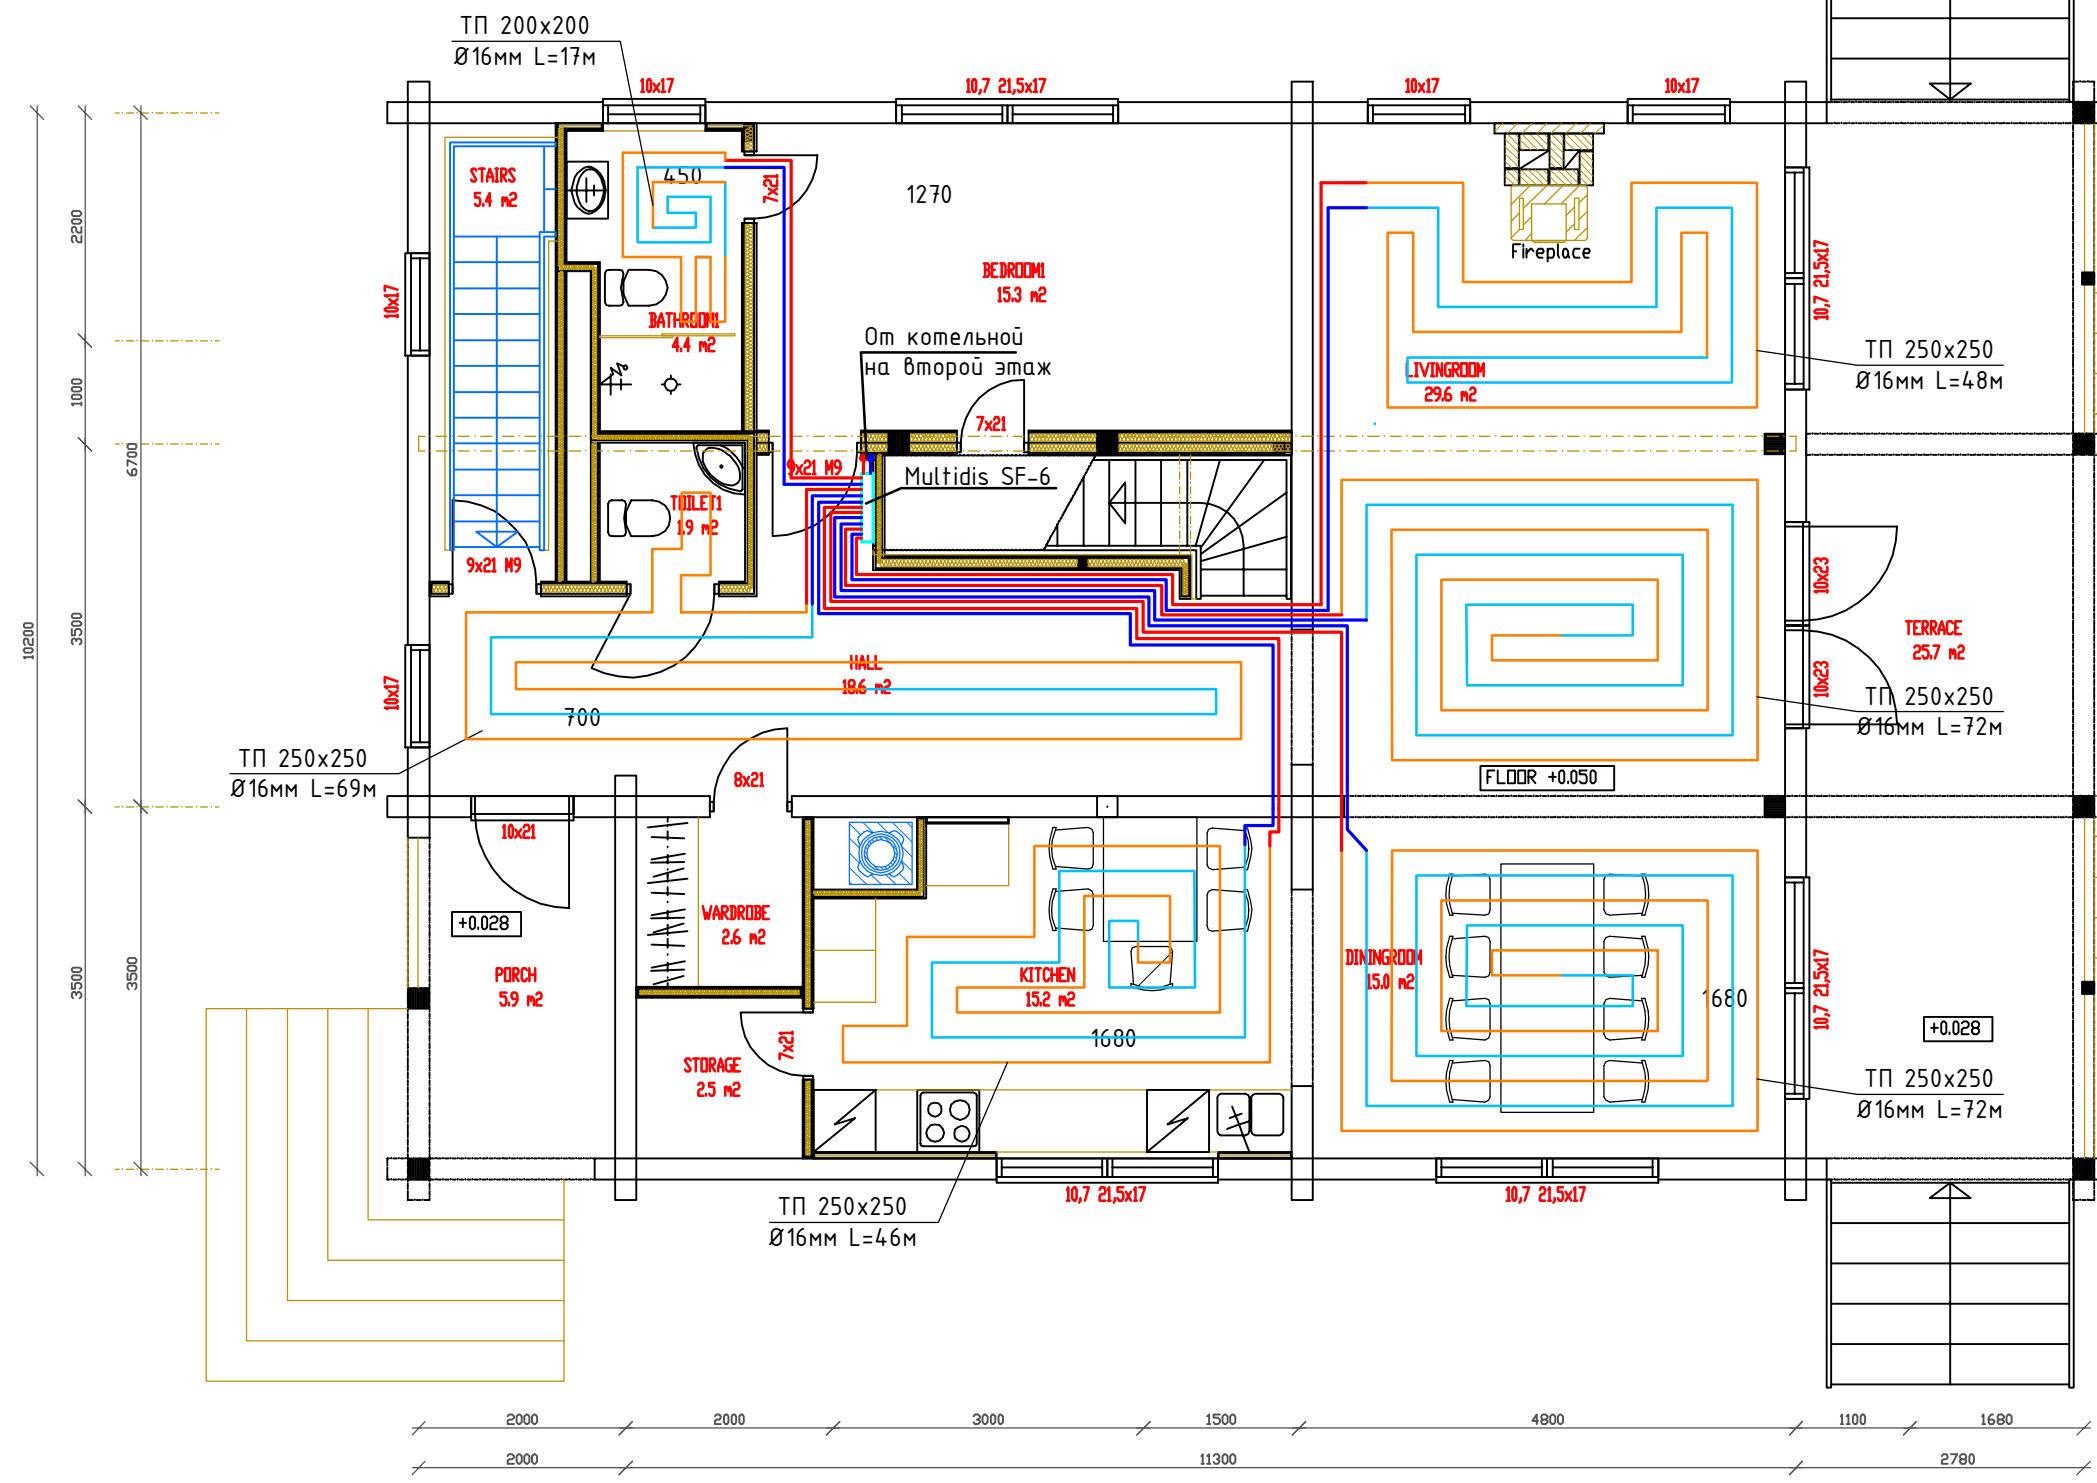 ТП 200х200
Ø16мм L=17м
10x17
10,7 21,5x17
10x17
10x17
STAIRS
5.4 m2
450
7x21
1270
BEDROOM1
15.3 m2
Fireplace
10x17
BATHROOM1
4.4 m2
От котельной
на второй этаж
7x21
LIVINGROOM
29.6 m2
10,7 21,5x17
ТП 250х250
Ø16мм L=48м
9x21 M9
Multidis SF-6
TOILET1
1.9 m2
9x21 M9
10x23
TERRACE
25.7 m2
HALL
18.6 m2
700
10x17
10x23
ТП 250х250
Ø16мм L=72м
ТП 250х250
Ø16мм L=69м
8x21
FLOOR +0.050
10x21
+0.028
WARDROBE
2.6 m2
PORCH
5.9 m2
KITCHEN
15.2 m2
DININGROOM
15.0 m2
1680
10,7 21,5x17
+0.028
1680
7x21
STORAGE
2.5 m2
ТП 250х250
Ø16мм L=72м
ТП 250х250
Ø16мм L=46м
10,7 21,5x17
10,7 21,5x17
2200
1000
6700
3500
10200
3500
3500
2000
2000
3000
1500
4800
1100
1680
2000
11300
2780